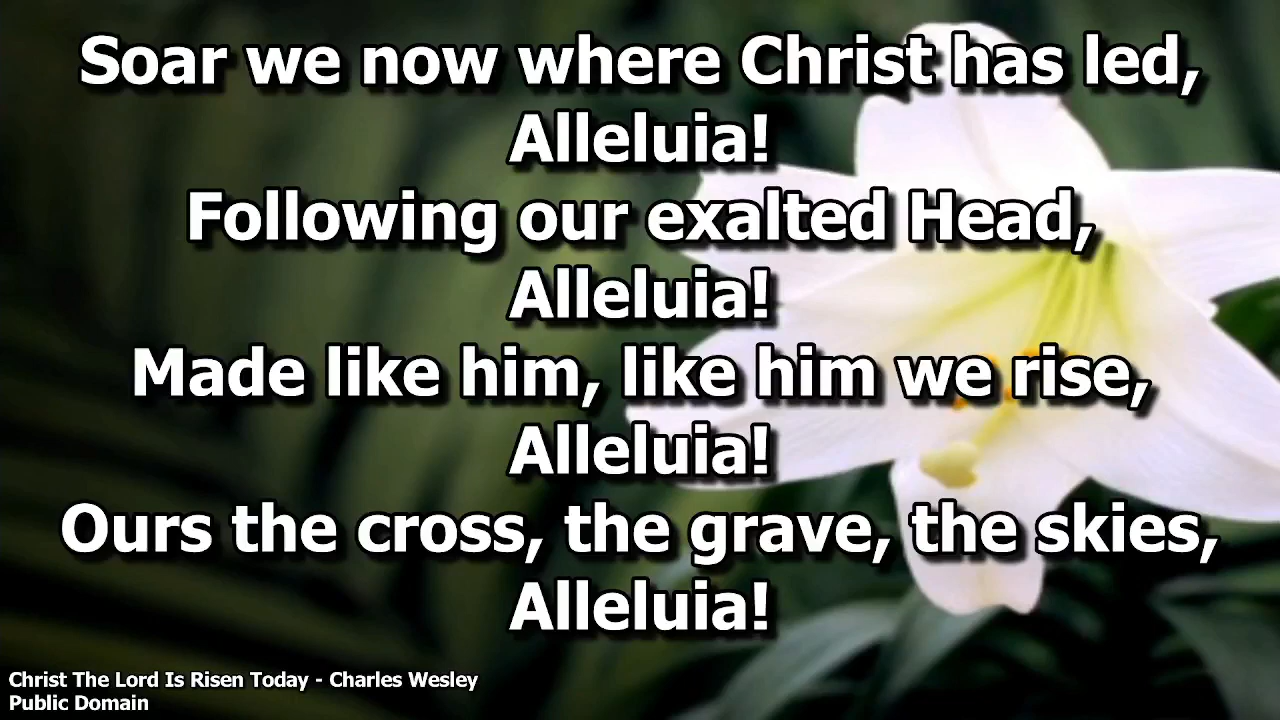 Soar we now where Christ has led,
Alleluia!
Following our exalted Head,
Alleluia!
Made like him, like him we rise,
Alleluia!
Ours the cross, the grave, the skies,
Alleluia!
Christ The Lord Is Risen Today - Charles Wesley
Public Domain